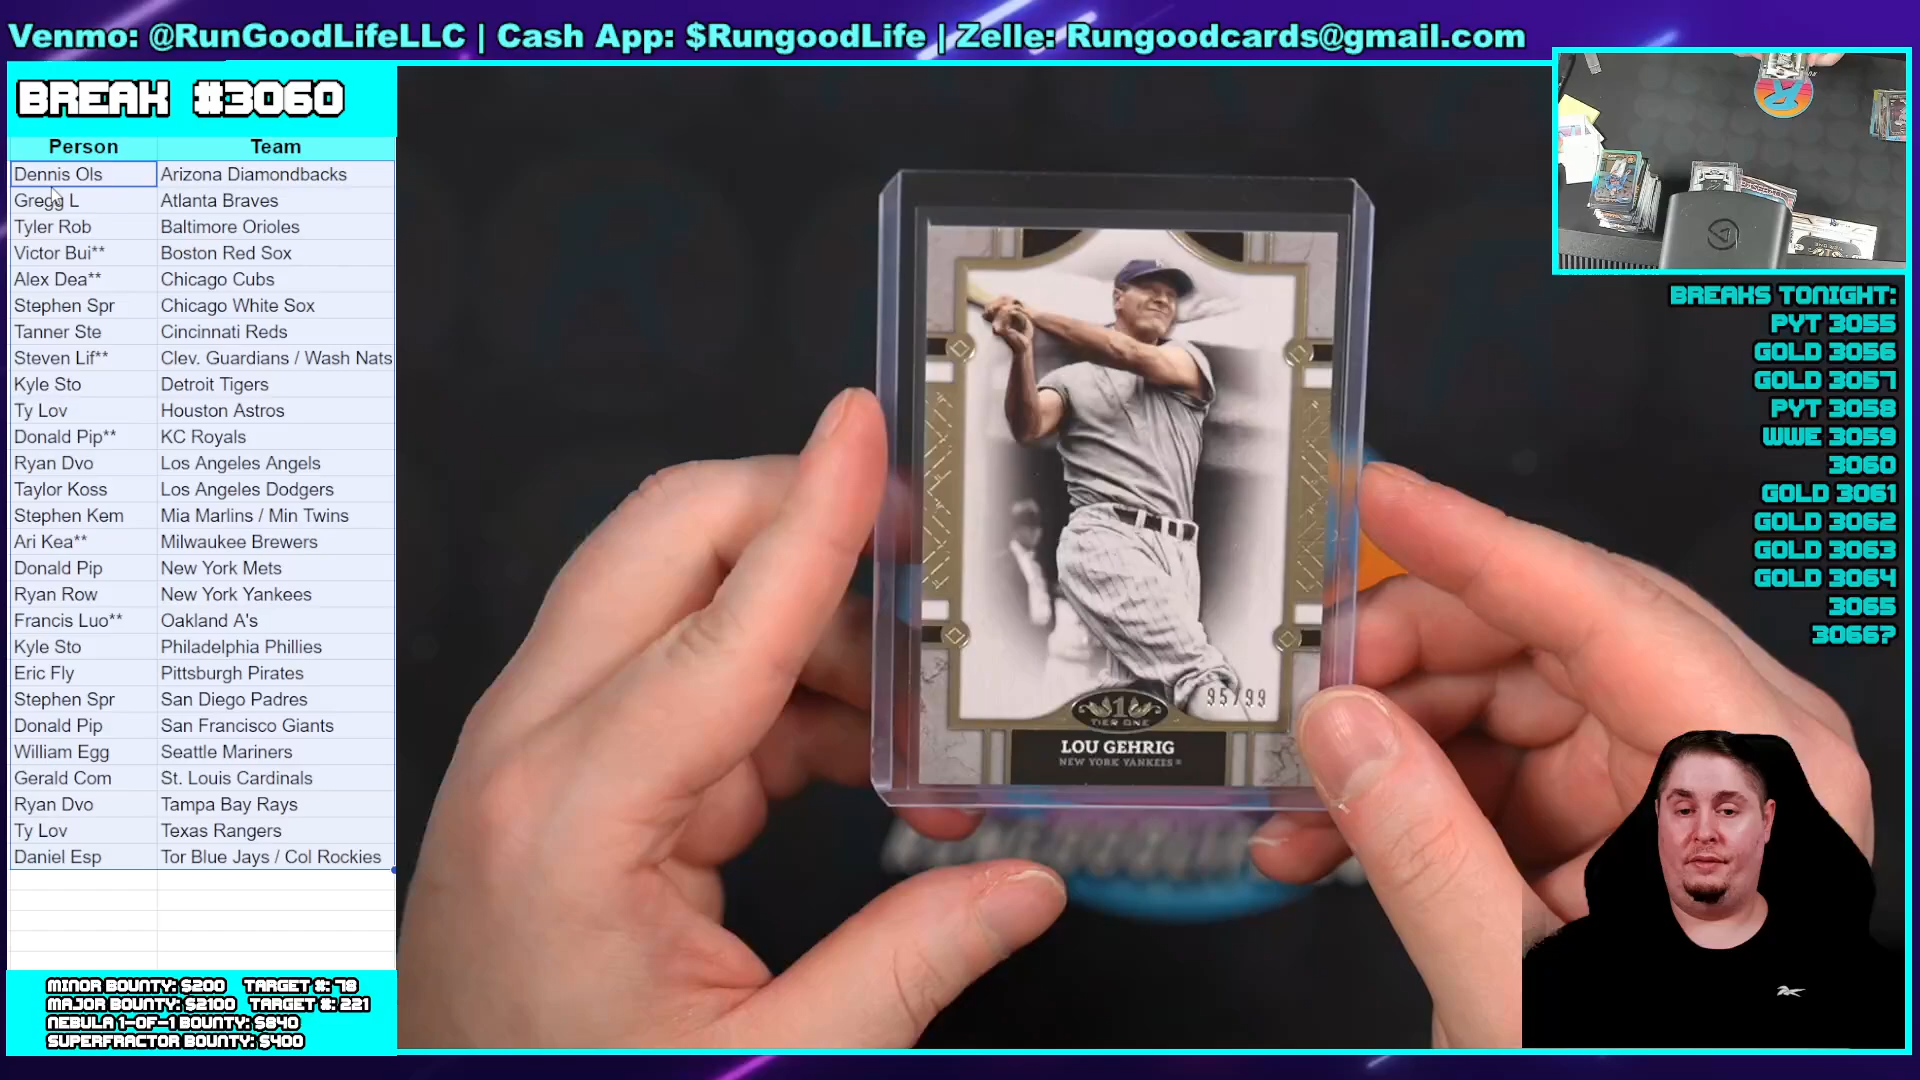 Venmo: @RunGoodLifeLLC | Cash App: $RungoodLife | Zelle: Rungoodcards@gmail.com
BREAK #3060
Person Team
Dennis Ols Arizona Diamondbacks
Gregg L Atlanta Braves
Tyler Rob Baltimore Orioles
Victor Bui** Boston Red Sox
Alex Dea** Chicago Cubs
Stephen Spr Chicago White Sox
Tanner Ste Cincinnati Reds
Steven Lif** Clev. Guardians / Wash Nats
Kyle Sto Detroit Tigers
Ty Lov Houston Astros
Donald Pip** KC Royals
Ryan Dvo Los Angeles Angels
Taylor Koss Los Angeles Dodgers
Stephen Kem Mia Marlins / Min Twins
Ari Kea** Milwaukee Brewers
Donald Pip New York Mets
Ryan Row New York Yankees
Francis Luo** Oakland A's
Kyle Sto Philadelphia Phillies
Eric Fly Pittsburgh Pirates
Stephen Spr San Diego Padres
Donald Pip San Francisco Giants
William Egg Seattle Mariners
Gerald Com St. Louis Cardinals
Ryan Dvo Tampa Bay Rays
Ty Lov Texas Rangers
Daniel Esp Tor Blue Jays / Col Rockies
MINOR BOUNTY: $200 TARGET #: 78
MAJOR BOUNTY: $2100 TARGET #: 221
NEBULA 1-OF-1 BOUNTY: $840
SUPERFRACTOR BOUNTY: $400
95/99
1
TIER ONE
LOU GEHRIG
NEW YORK YANKEES®
BREAKS TONIGHT:
PYT 3055
GOLD 3056
GOLD 3057
PYT 3058
WWE 3059
3060
GOLD 3061
GOLD 3062
GOLD 3063
GOLD 3064
3065
3066?